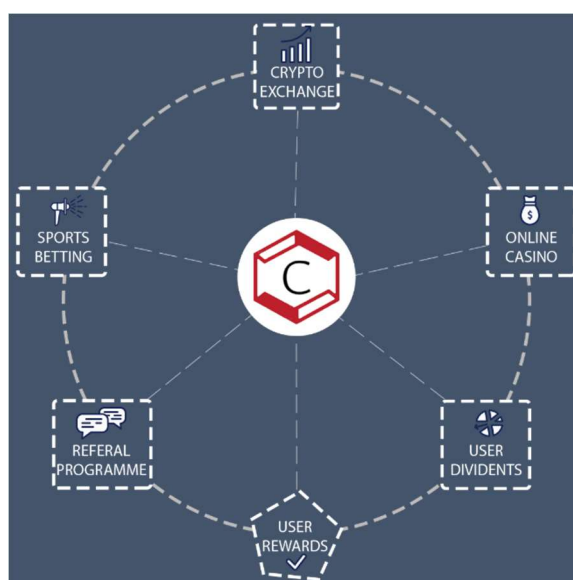 CRYPTO
EXCHANGE
SPORTS
BETTING
$
ONLINE
CASINO
C
REFERAL
PROGRAMME
USER
DIVIDENTS
USER
REWARDS